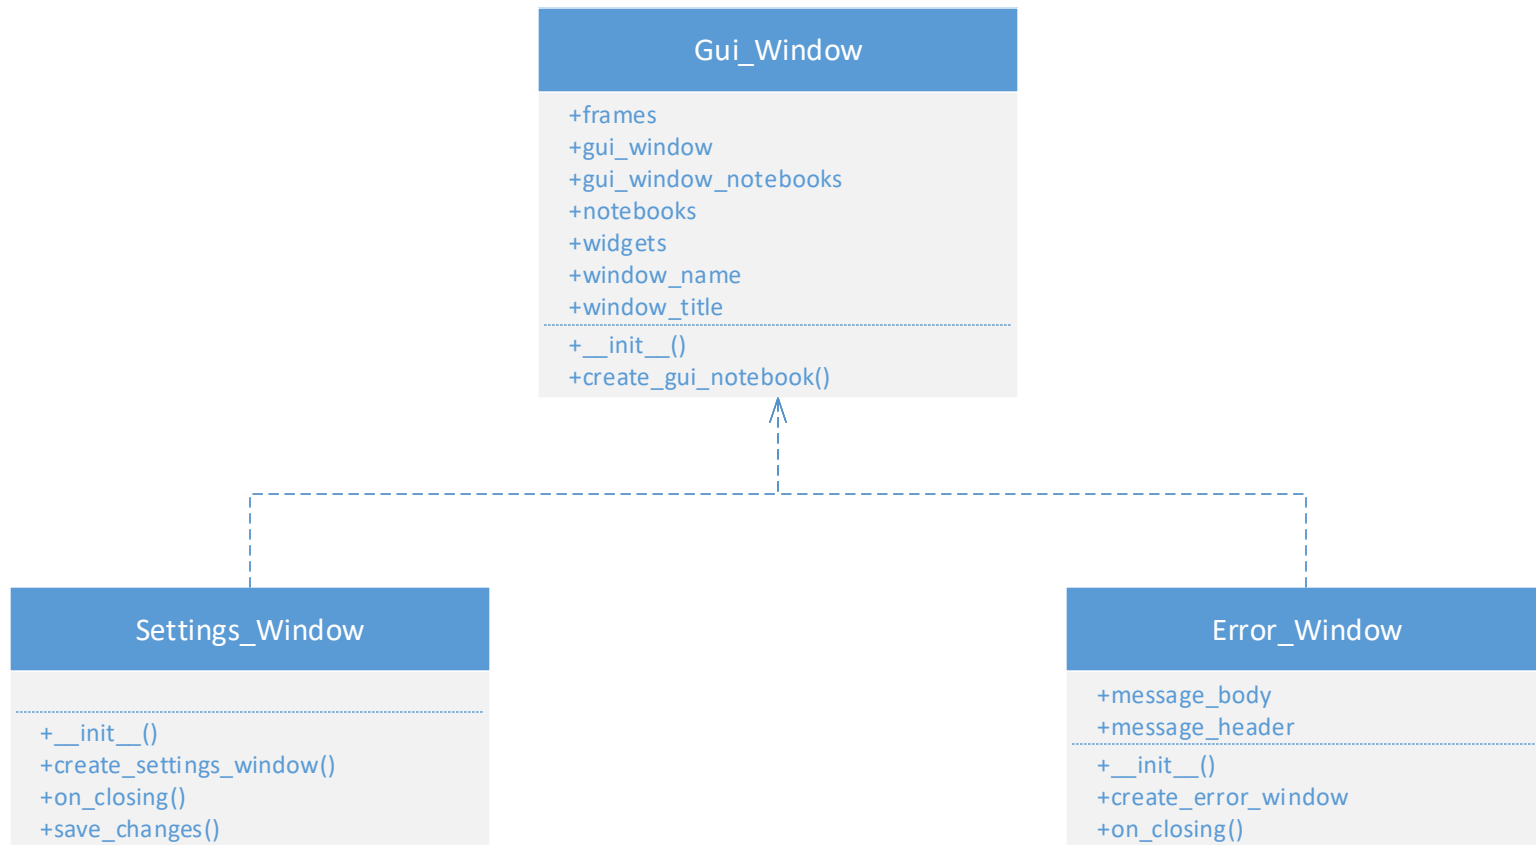 Gui_Window
+frames
+gui_window
+gui_window_notebooks
+notebooks
+widgets
+window_name
+window_title
+__init__()
+create_gui_notebook()
Settings_Window
+__init__()
+create_settings_window()
+on_closing()
+save_changes()
Error_Window
+message_body
+message_header
+__init__()
+create_error_window
+on_closing()